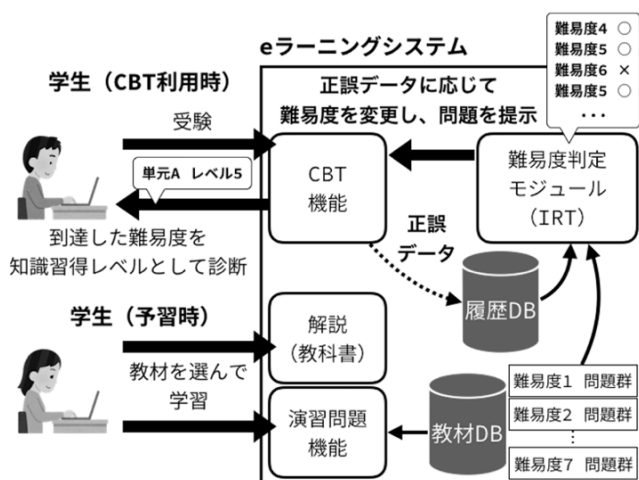 eラーニングシステム
難易度4 ○
難易度5 ○
難易度6 ×
難易度5 ○
・・・
学生（CBT利用時）
正誤データに応じて
難易度を変更し、問題を提示
受験
単元A レベル5
CBT
機能
難易度判定
モジュール
（IRT）
到達した難易度を
知識習得レベルとして診断
正誤
データ
履歴DB
学生（予習時）
教材を選んで
学習
解説
（教科書）
演習問題
機能
教材DB
難易度1 問題群
難易度2 問題群
⋮
難易度7 問題群